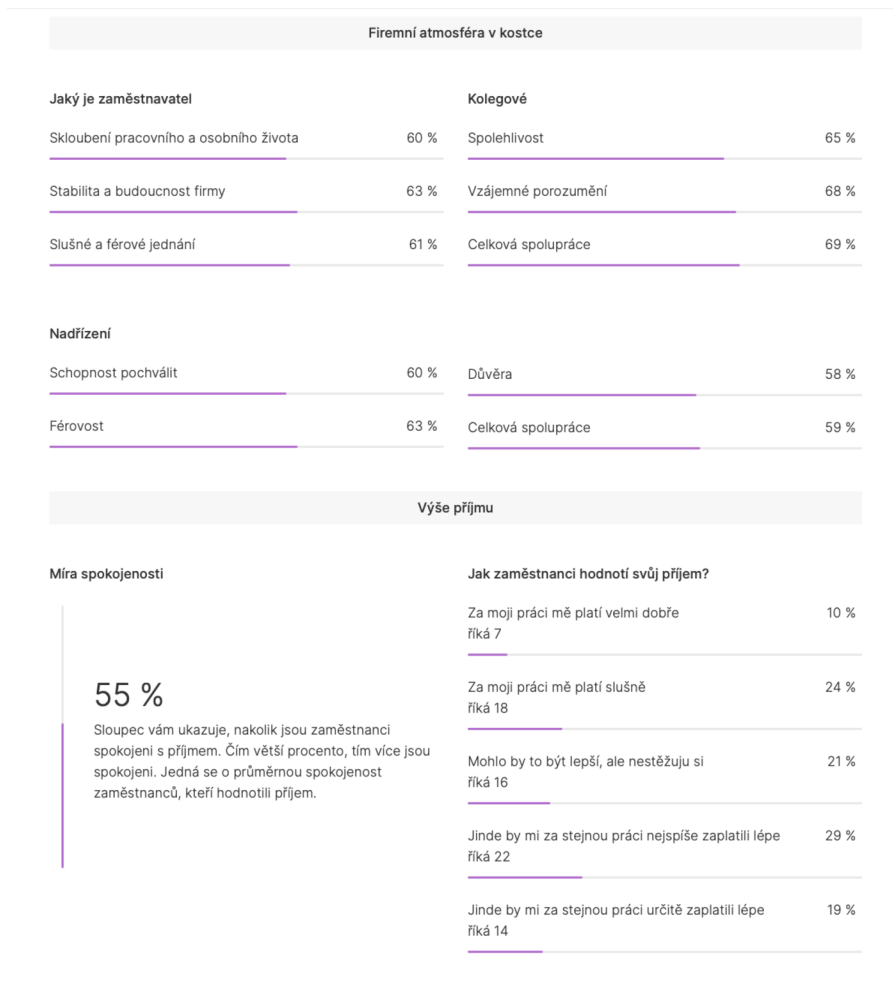 Firemní atmosféra v kostce
Jaký je zaměstnavatel
Skloubení pracovního a osobního života 60 %
Stabilita a budoucnost firmy 63 %
Slušné a férové jednání 61 %
Kolegové
Spolehlivost 65 %
Vzájemné porozumění 68 %
Celková spolupráce 69 %
Nadřízení
Schopnost pochválit 60 %
Férovost 63 %
Důvěra 58 %
Celková spolupráce 59 %
Výše příjmu
Míra spokojenosti
55 %
Sloupec vám ukazuje, nakolik jsou zaměstnanci
spokojeni s příjmem. Čím větší procento, tím více jsou
spokojeni. Jedná se o průměrnou spokojenost
zaměstnanců, kteří hodnotili příjem.
Jak zaměstnanci hodnotí svůj příjem?
Za moji práci mě platí velmi dobře 10 %
říká 7
Za moji práci mě platí slušně 24 %
říká 18
Mohlo by to být lepší, ale nestěžuju si 21 %
říká 16
Jinde by mi za stejnou práci nejspíše zaplatili lépe 29 %
říká 22
Jinde by mi za stejnou práci určitě zaplatili lépe 19 %
říká 14